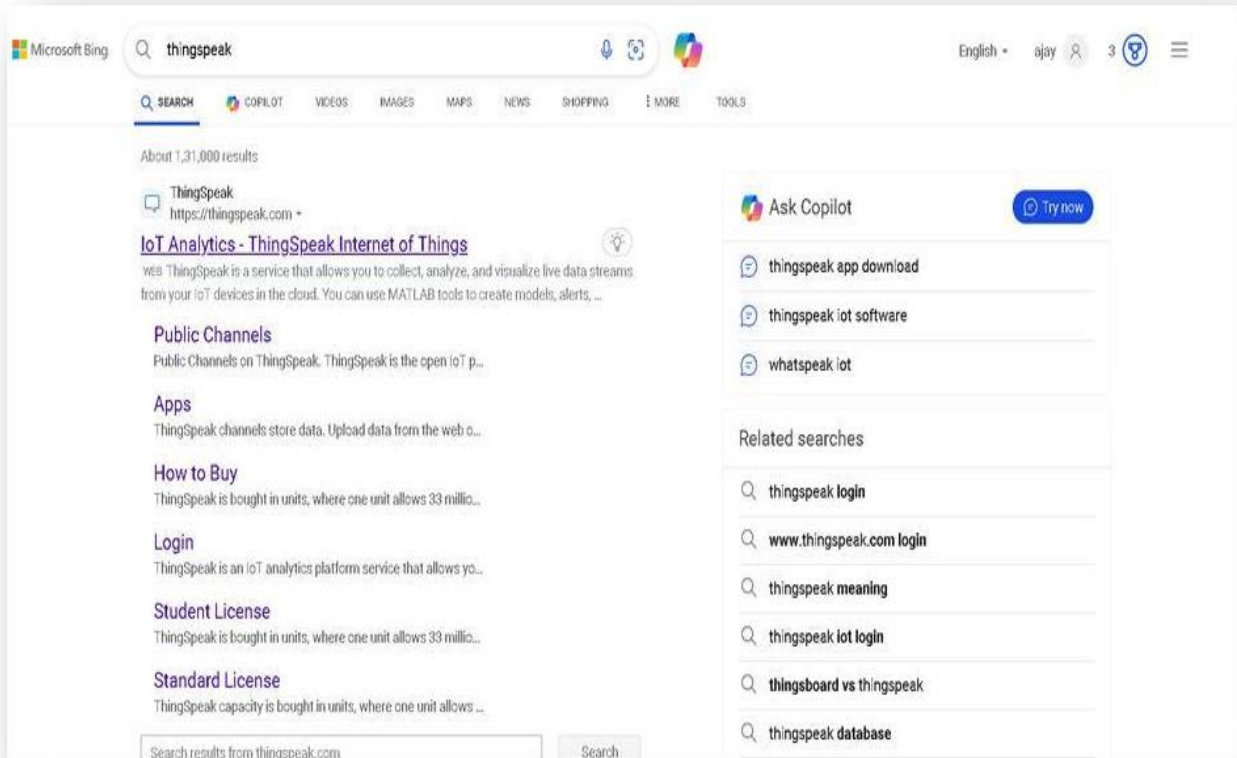 Microsoft Bing
thingspeak
English
ajay
3
SEARCH
COPILOT
VIDEOS
IMAGES
MAPS
NEWS
SHOPPING
MORE
TOOLS
About 1,31,000 results
ThingSpeak
https://thingspeak.com
IoT Analytics - ThingSpeak Internet of Things
WEB ThingSpeak is a service that allows you to collect, analyze, and visualize live data streams
from your IoT devices in the cloud. You can use MATLAB tools to create models, alerts, ...
Public Channels
Public Channels on ThingSpeak. ThingSpeak is the open IoT p...
Apps
ThingSpeak channels store data. Upload data from the web o...
How to Buy
ThingSpeak is bought in units, where one unit allows 33 millio...
Login
ThingSpeak is an IoT analytics platform service that allows yo...
Student License
ThingSpeak is bought in units, where one unit allows 33 millio...
Standard License
ThingSpeak capacity is bought in units, where one unit allows ...
Search results from thingspeak.com
Search
Ask Copilot
Try now
thingspeak app download
thingspeak iot software
whatspeak iot
Related searches
thingspeak login
www.thingspeak.com login
thingspeak meaning
thingspeak iot login
thingsboard vs thingspeak
thingspeak database